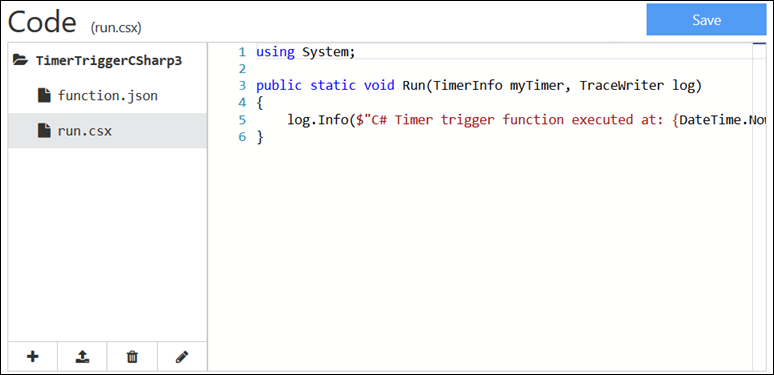 Code (run.csx)
Save
TimerTriggerCSharp3
function.json
run.csx
1 using System;
2
3 public static void Run(TimerInfo myTimer, TraceWriter log)
4 {
5     log.Info($"C# Timer trigger function executed at: {DateTime.Now
6 }